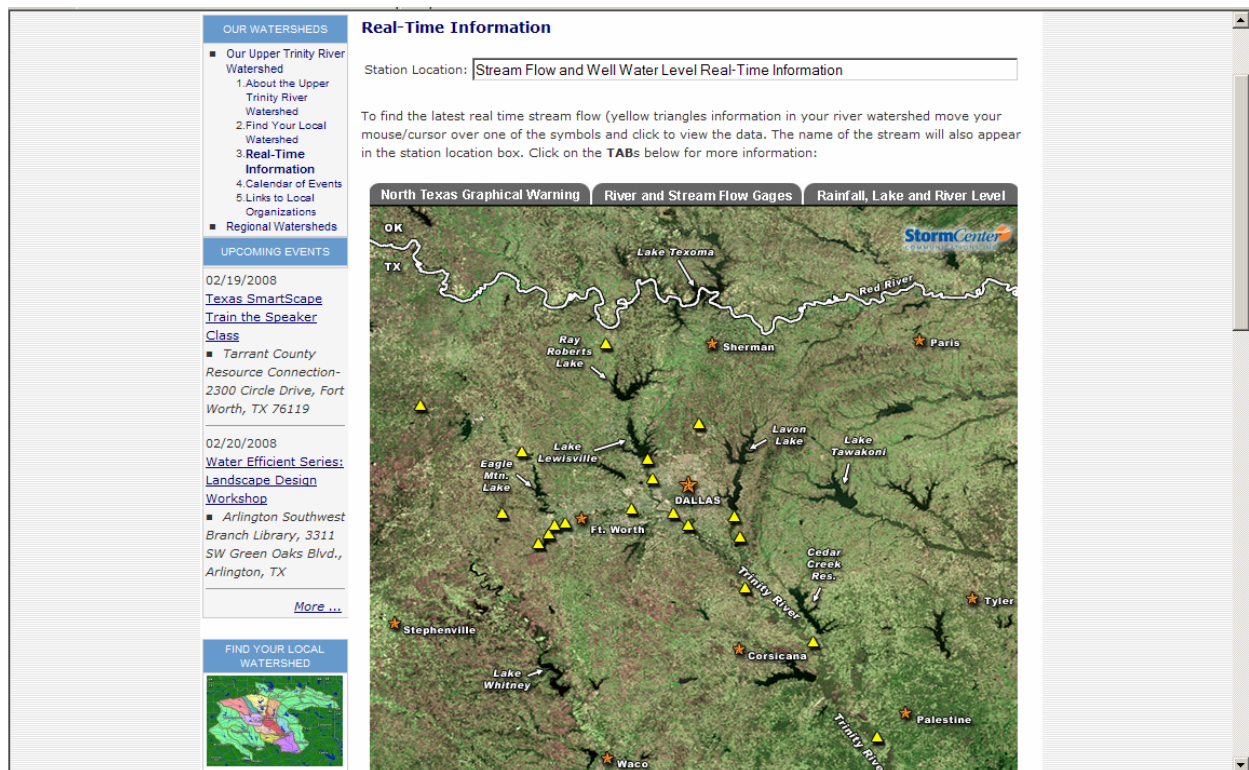 OUR WATERSHEDS
■ Our Upper Trinity River
Watershed
1.About the Upper
Trinity River
Watershed
2.Find Your Local
Watershed
3.Real-Time
Information
4.Calendar of Events
5.Links to Local
Organizations
■ Regional Watersheds
UPCOMING EVENTS
02/19/2008
Texas SmartScape
Train the Speaker
Class
■ Tarrant County
Resource Connection-
2300 Circle Drive, Fort
Worth, TX 76119
02/20/2008
Water Efficient Series:
Landscape Design
Workshop
■ Arlington Southwest
Branch Library, 3311
SW Green Oaks Blvd.,
Arlington, TX
More ...
FIND YOUR LOCAL
WATERSHED
Real-Time Information
Station Location: Stream Flow and Well Water Level Real-Time Information
To find the latest real time stream flow (yellow triangles information in your river watershed move your
mouse/cursor over one of the symbols and click to view the data. The name of the stream will also appear
in the station location box. Click on the TABs below for more information:
North Texas Graphical Warning River and Stream Flow Gages Rainfall, Lake and River Level
OK
TX
StormCenter
COMMUNICATIONS, INC.
Lake Texoma
Red River
Ray
Roberts
Lake
Sherman
Paris
Lake
Lewisville
Lavon
Lake
Lake
Tawakoni
Eagle
Mtn.
Lake
DALLAS
Ft. Worth
Cedar
Creek
Res.
Trinity River
Tyler
Stephenville
Corsicana
Lake
Whitney
Palestine
Trinity River
Waco